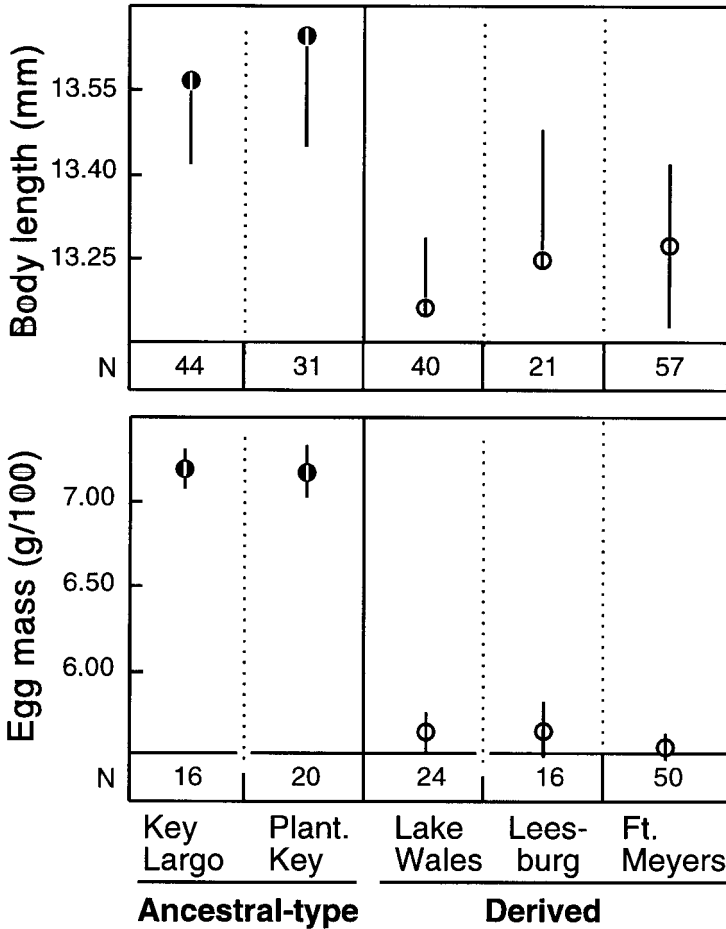 Body length (mm)
13.55
13.40
13.25
N 44 31 40 21 57
Egg mass (g/100)
7.00
6.50
6.00
N 16 20 24 16 50
Key Largo
Plant. Key
Lake Wales
Lees-burg
Ft. Meyers
Ancestral-type
Derived